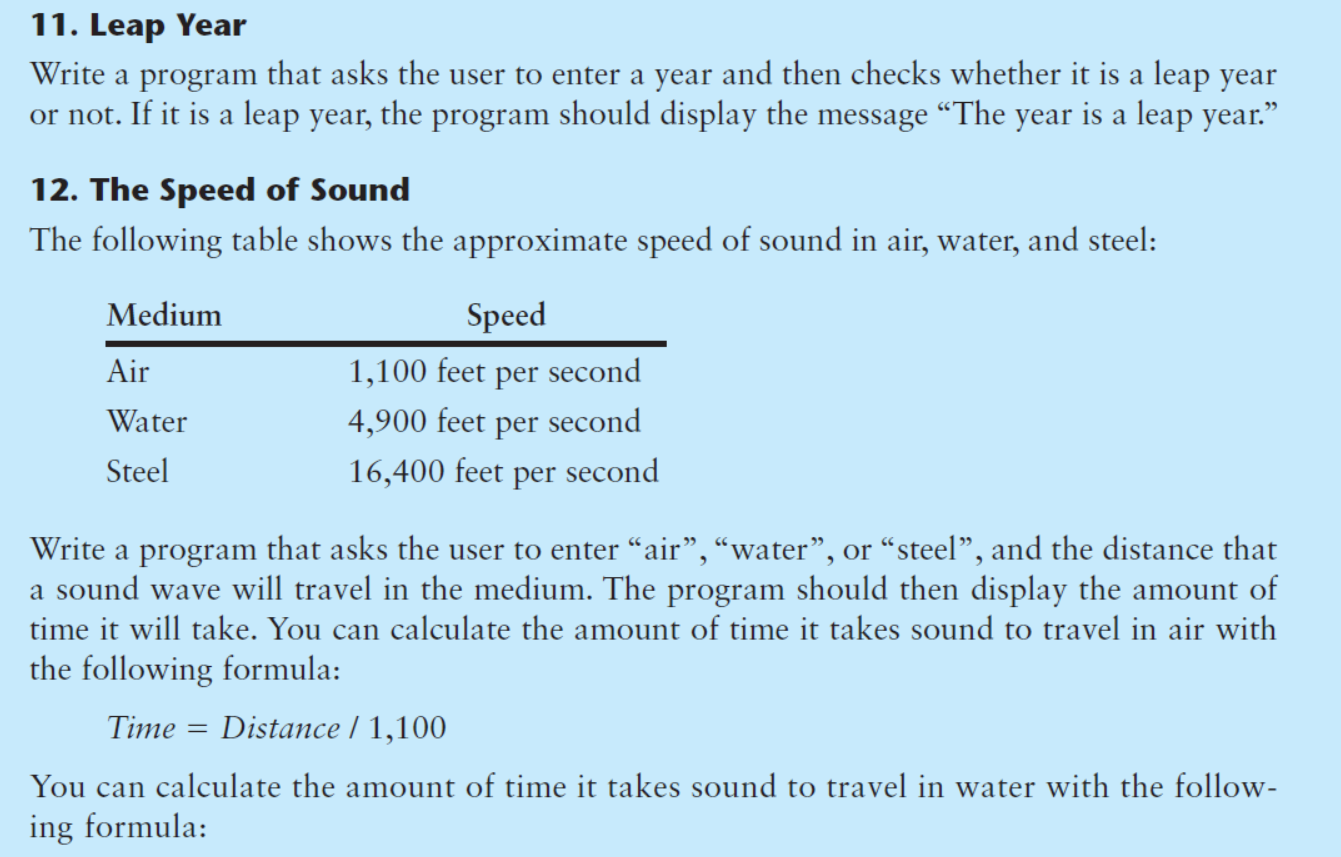 11. Leap Year
Write a program that asks the user to enter a year and then checks whether it is a leap year
or not. If it is a leap year, the program should display the message “The year is a leap year.”
12. The Speed of Sound
The following table shows the approximate speed of sound in air, water, and steel:
Medium Speed
Air 1,100 feet per second
Water 4,900 feet per second
Steel 16,400 feet per second
Write a program that asks the user to enter “air”, “water”, or “steel”, and the distance that
a sound wave will travel in the medium. The program should then display the amount of
time it will take. You can calculate the amount of time it takes sound to travel in air with
the following formula:
Time = Distance / 1,100
You can calculate the amount of time it takes sound to travel in water with the follow-
ing formula: